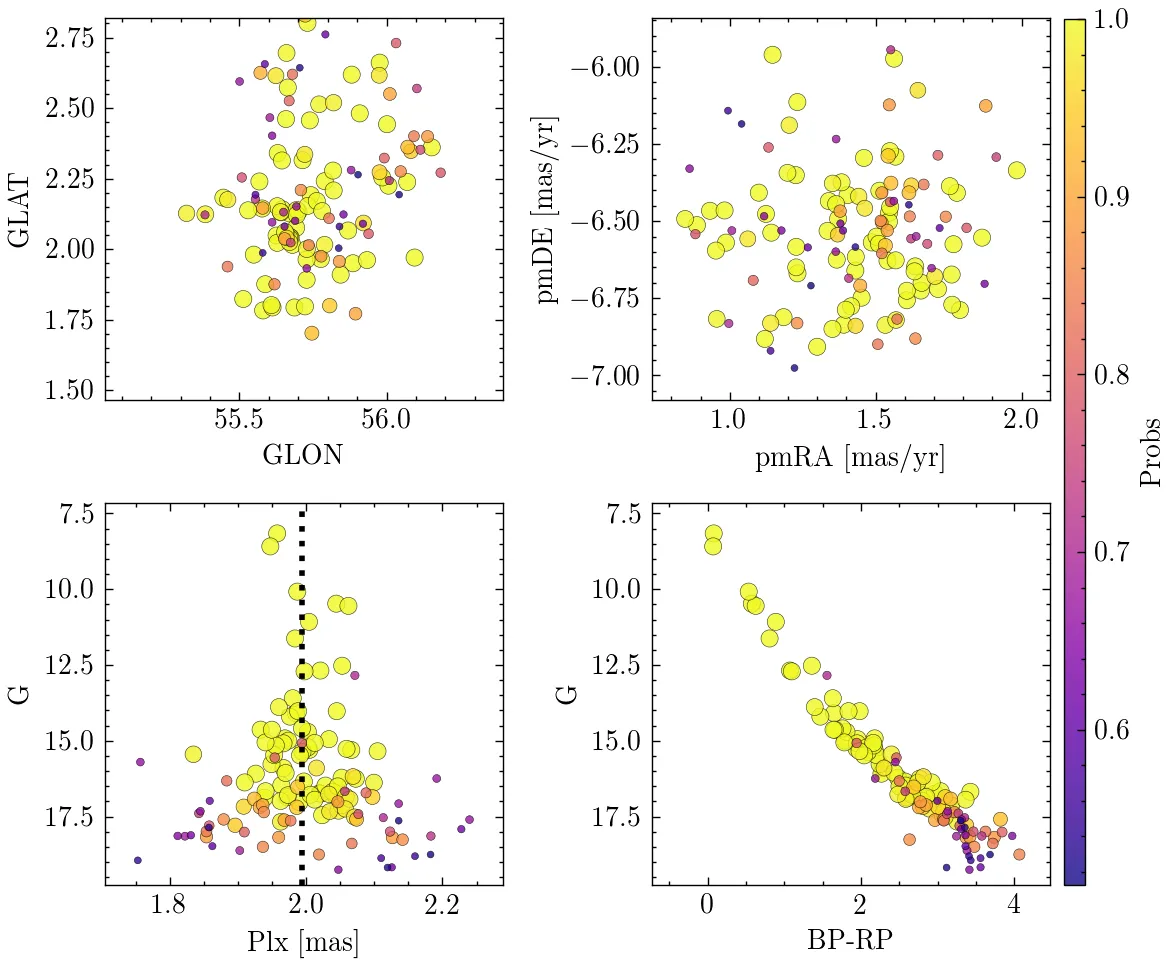 2.75
2.50
2.25
2.00
1.75
1.50
GLAT
55.5 56.0
GLON
−6.00
−6.25
−6.50
−6.75
−7.00
pmDE [mas/yr]
1.0 1.5 2.0
pmRA [mas/yr]
1.0
0.9
0.8
0.7
0.6
Probs
7.5
10.0
12.5
15.0
17.5
G
1.8 2.0 2.2
Plx [mas]
7.5
10.0
12.5
15.0
17.5
G
0 2 4
BP-RP